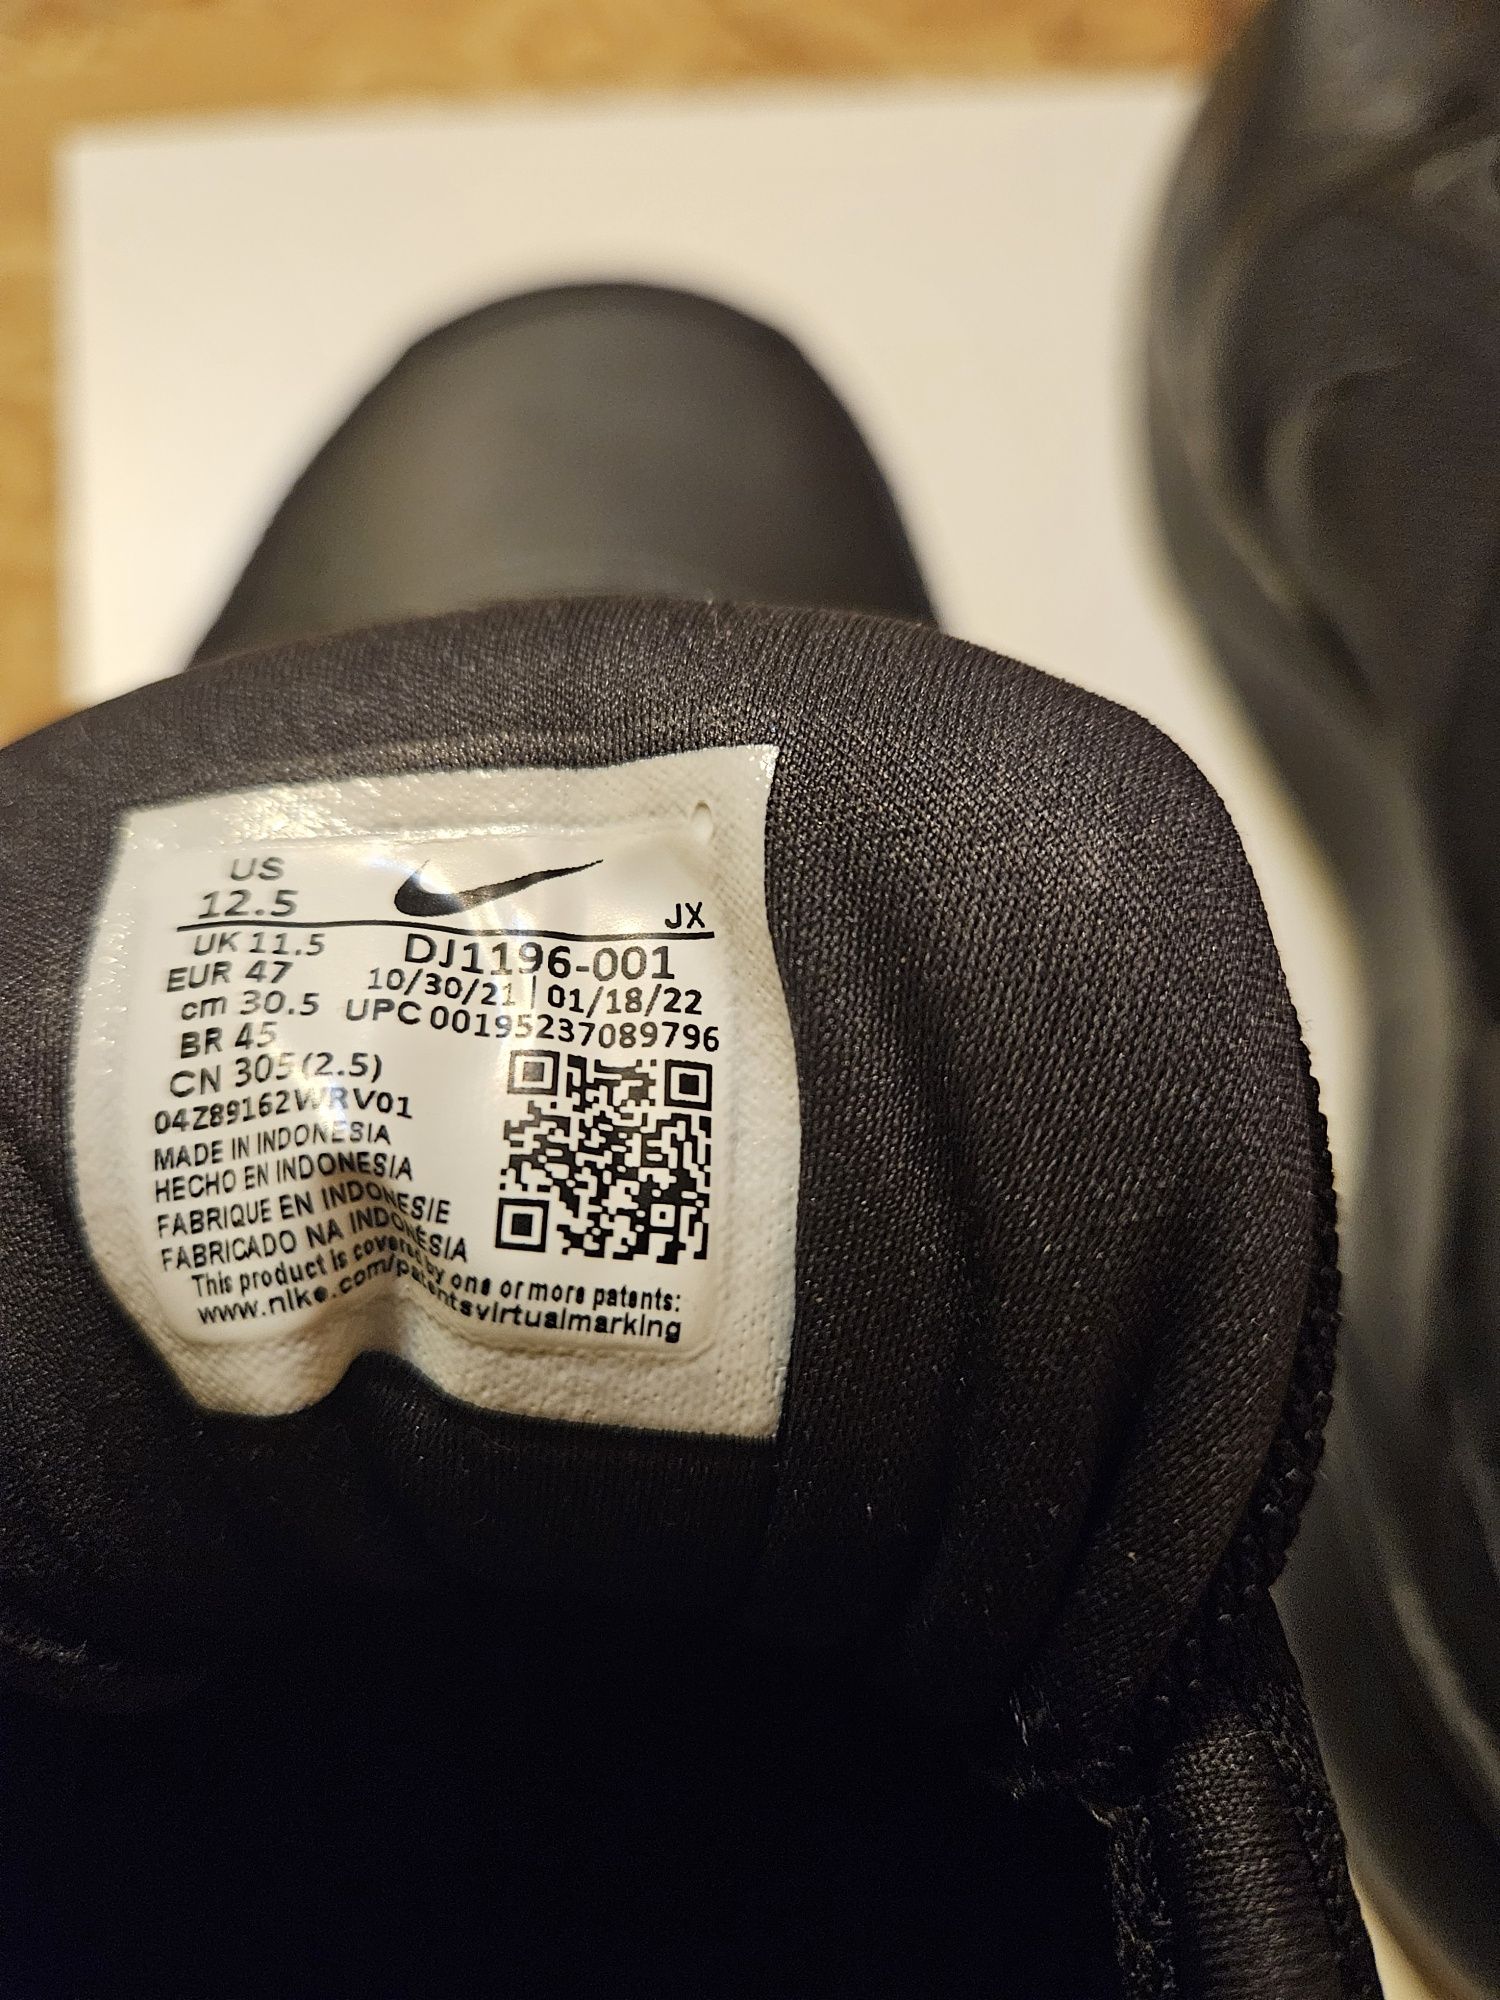 US
12.5
JX
UK 11.5
EUR 47
cm 30.5
BR 45
CN 305 (2.5)
DJ1196-001
10/30/21 | 01/18/22
UPC 00195237089796
04Z89162WRV01
MADE IN INDONESIA
HECHO EN INDONESIA
FABRIQUE EN INDONESIE
FABRICADO NA INDONESIA
This product is covered by one or more patents:
www.nike.com/patentsvirtualmarking